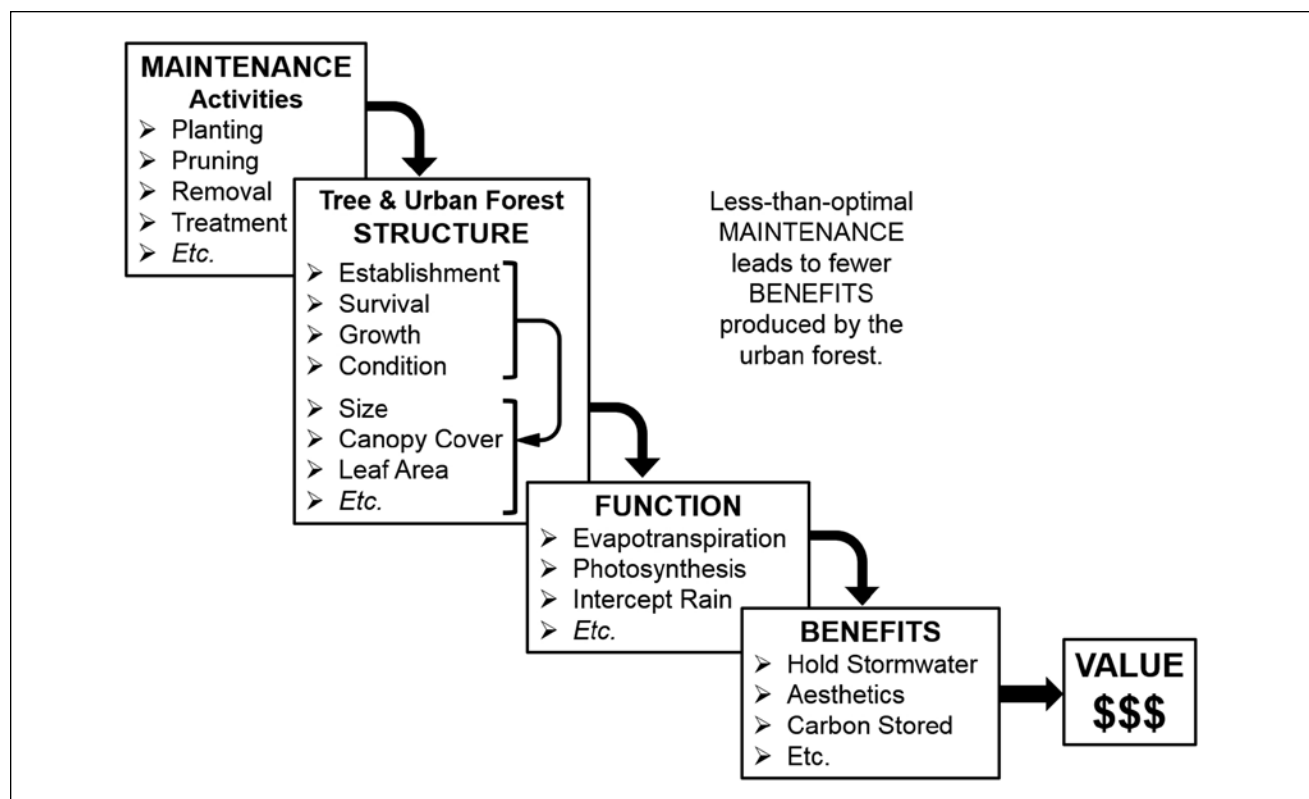 MAINTENANCE
Activities
➢ Planting
➢ Pruning
➢ Removal
➢ Treatment
➢ Etc.
Tree & Urban Forest
STRUCTURE
➢ Establishment
➢ Survival
➢ Growth
➢ Condition
➢ Size
➢ Canopy Cover
➢ Leaf Area
➢ Etc.
Less-than-optimal
MAINTENANCE
leads to fewer
BENEFITS
produced by the
urban forest.
FUNCTION
➢ Evapotranspiration
➢ Photosynthesis
➢ Intercept Rain
➢ Etc.
BENEFITS
➢ Hold Stormwater
➢ Aesthetics
➢ Carbon Stored
➢ Etc.
VALUE
$$$